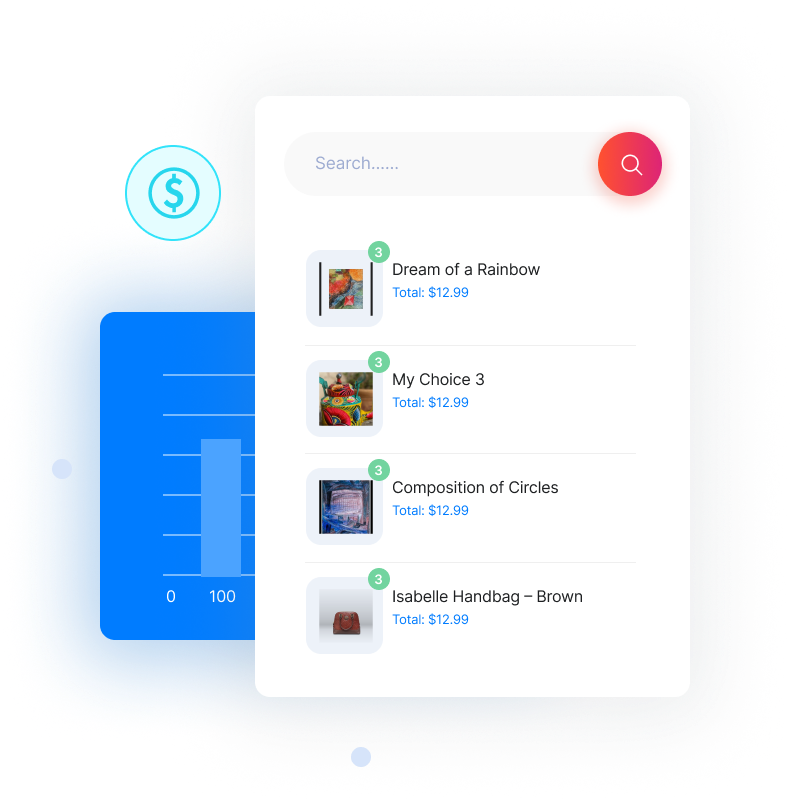 $
Search......
3
Dream of a Rainbow
Total: $12.99
3
My Choice 3
Total: $12.99
3
Composition of Circles
Total: $12.99
3
Isabelle Handbag – Brown
Total: $12.99
0 100